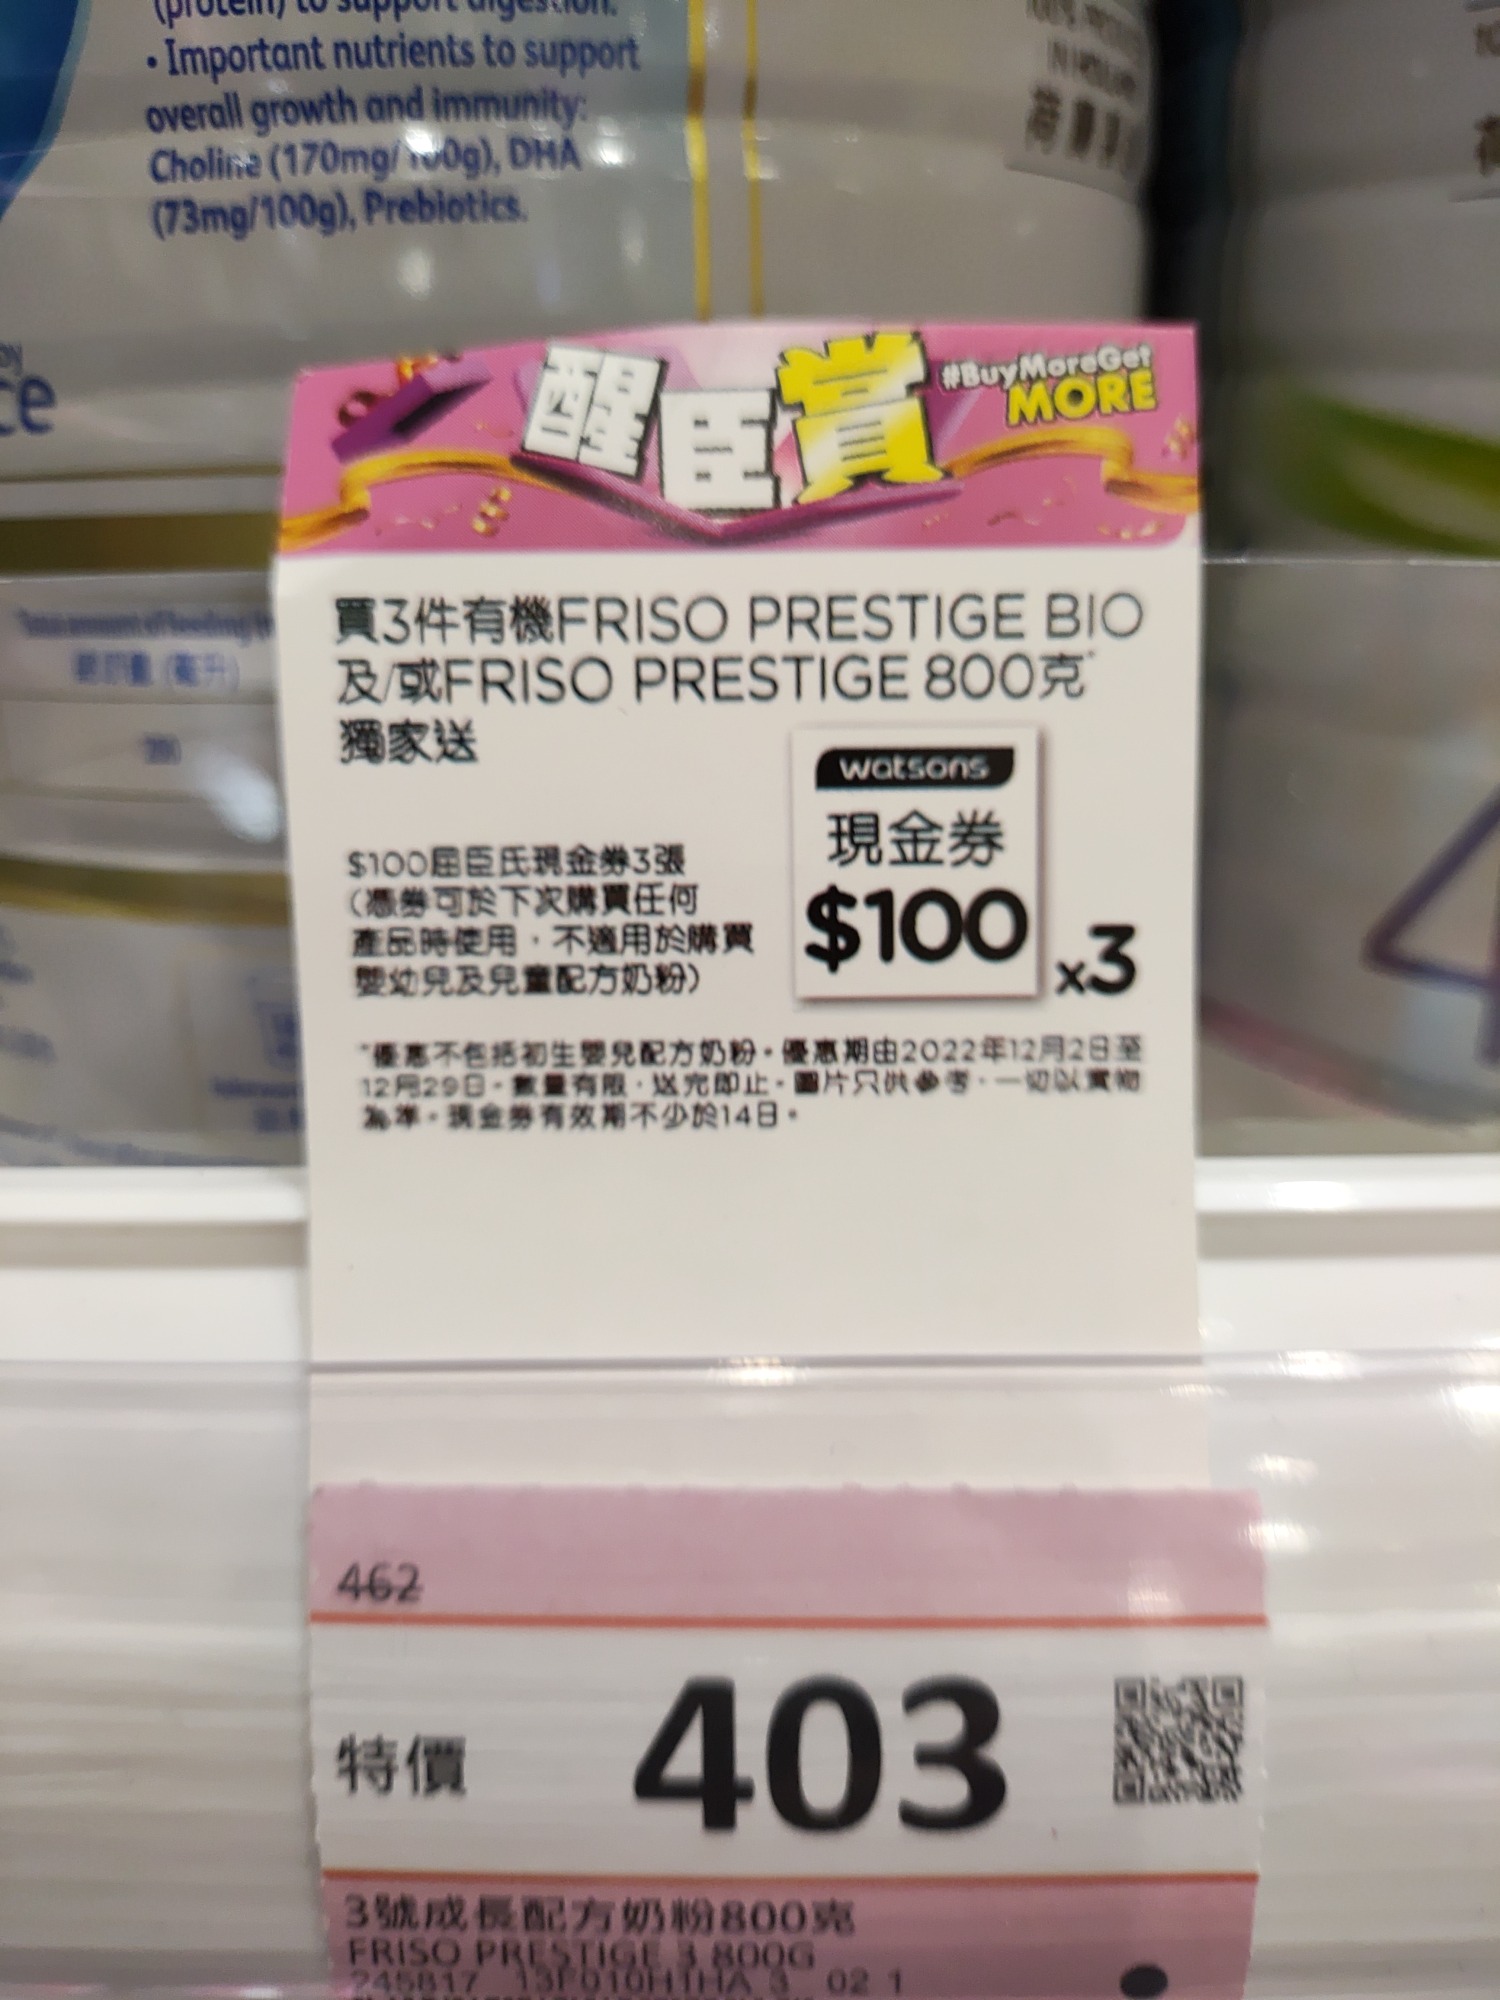 (protein) to support digestion.
• Important nutrients to support
overall growth and immunity:
Choline (170mg/100g), DHA
(73mg/100g), Prebiotics.
醒臣賞
#BuyMoreGet
MORE
買3件有機FRISO PRESTIGE BIO
及/或FRISO PRESTIGE 800克*
獨家送
watsons
現金券
$100
x3
$100屈臣氏現金券3張
(憑券可於下次購買任何
產品時使用，不適用於購買
嬰幼兒及兒童配方奶粉)
*優惠不包括初生嬰兒配方奶粉。優惠期由2022年12月2日至
12月29日。數量有限，送完即止。圖片只供參考，一切以實物
為準。現金券有效期不少於14日。
462
特價
403
3號成長配方奶粉800克
FRISO PRESTIGE 3 800G
245817 13F010H1HA 3 02 1